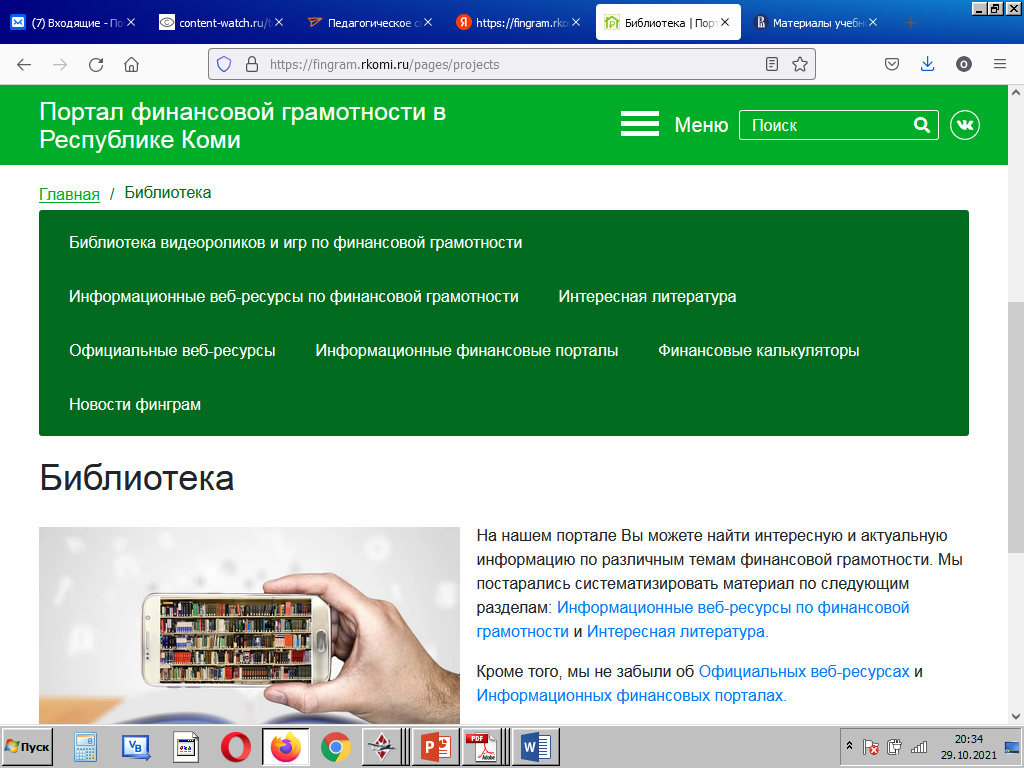 (7) Входящие - По
content-watch.ru/t
Педагогическое с
https://fingram.rko
Библиотека | Порт
Материалы учебн
https://fingram.rkomi.ru/pages/projects
Портал финансовой грамотности в
Республике Коми
Меню
Поиск
Главная / Библиотека
Библиотека видеороликов и игр по финансовой грамотности
Информационные веб-ресурсы по финансовой грамотности
Интересная литература
Официальные веб-ресурсы
Информационные финансовые порталы
Финансовые калькуляторы
Новости финграм
Библиотека
На нашем портале Вы можете найти интересную и актуальную
информацию по различным темам финансовой грамотности. Мы
постарались систематизировать материал по следующим
разделам: Информационные веб-ресурсы по финансовой
грамотности и Интересная литература.
Кроме того, мы не забыли об Официальных веб-ресурсах и
Информационных финансовых порталах.
Пуск
20:34
29.10.2021